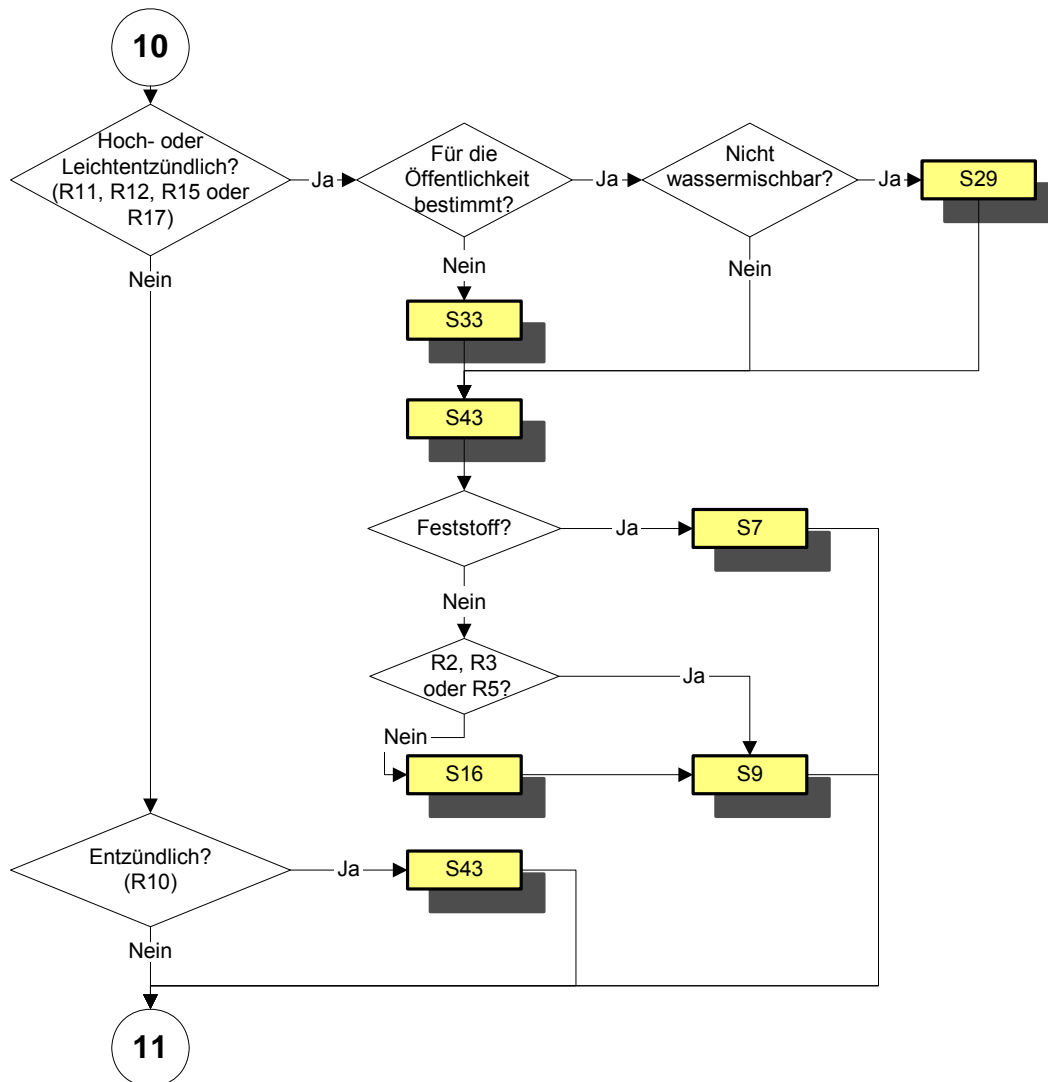 10
Hoch- oder
Leichtentzündlich?
(R11, R12, R15 oder
R17)
Ja
Für die
Öffentlichkeit
bestimmt?
Ja
Nicht
wassermischbar?
Ja
S29
Nein
Nein
Nein
S33
S43
Feststoff?
Ja
S7
Nein
R2, R3
oder R5?
Ja
Nein
S16
S9
Entzündlich?
(R10)
Ja
S43
Nein
11